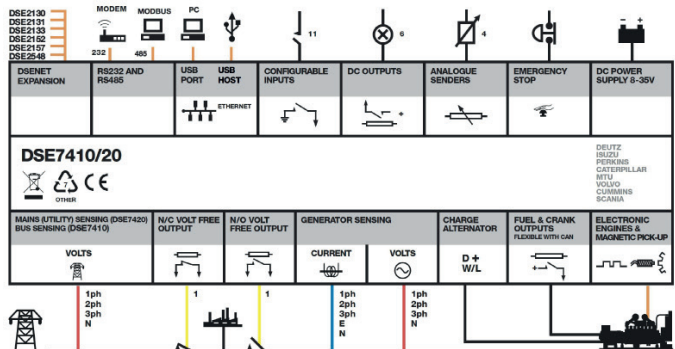 DSE2130
DSE2131
DSE2133
DSE2152
DSE2157
DSE2548
MODEM
MODBUS
PC
232
485
11
6
4
DSENET
EXPANSION
RS232 AND
RS485
USB
PORT
USB
HOST
CONFIGURABLE
INPUTS
DC OUTPUTS
ANALOGUE
SENDERS
EMERGENCY
STOP
DC POWER
SUPPLY 8-35V
ETHERNET
DSE7410/20
7
OTHER
CE
DEUTZ
ISUZU
PERKINS
CATERPILLAR
MTU
VOLVO
CUMMINS
SCANIA
MAINS (UTILITY) SENSING (DSE7420)
BUS SENSING (DSE7410)
N/C VOLT FREE
OUTPUT
N/O VOLT
FREE OUTPUT
GENERATOR SENSING
CHARGE
ALTERNATOR
FUEL & CRANK
OUTPUTS
FLEXIBLE WITH CAN
ELECTRONIC
ENGINES &
MAGNETIC PICK-UP
VOLTS
CURRENT
VOLTS
D +
W/L
1ph
2ph
3ph
N
1
1
1ph
2ph
3ph
E
N
1ph
2ph
3ph
N